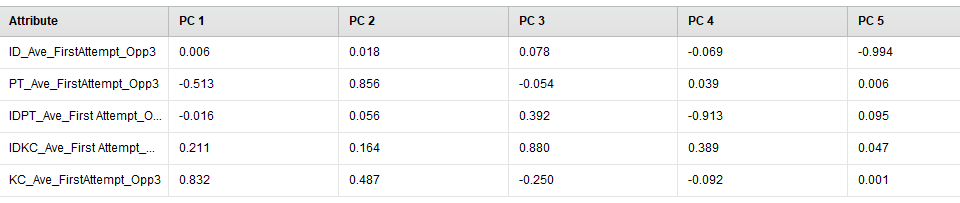 Attribute PC 1 PC 2 PC 3 PC 4 PC 5
ID_Ave_FirstAttempt_Opp3 0.006 0.018 0.078 -0.069 -0.994
PT_Ave_FirstAttempt_Opp3 -0.513 0.856 -0.054 0.039 0.006
IDPT_Ave_First Attempt_O... -0.016 0.056 0.392 -0.913 0.095
IDKC_Ave_First Attempt_... 0.211 0.164 0.880 0.389 0.047
KC_Ave_FirstAttempt_Opp3 0.832 0.487 -0.250 -0.092 0.001